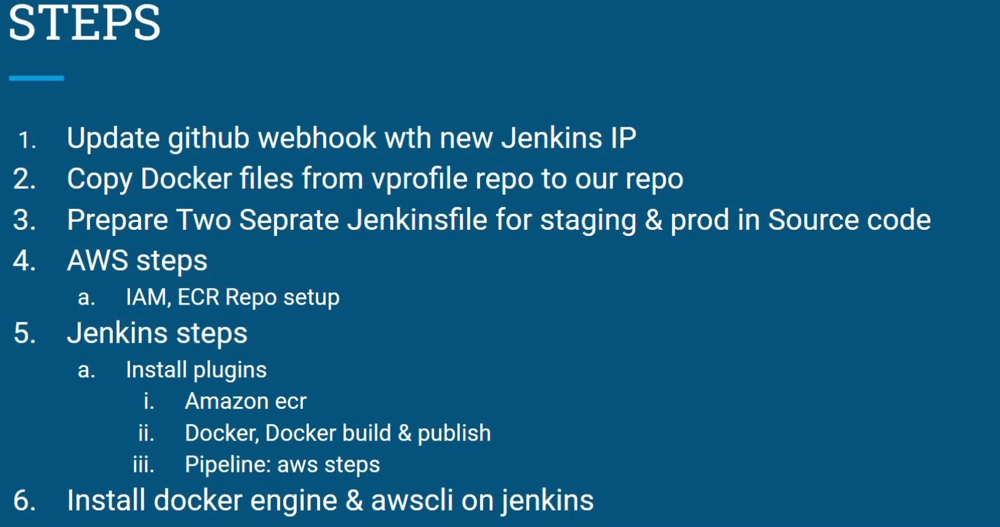 STEPS
1. Update github webhook wth new Jenkins IP
2. Copy Docker files from vprofile repo to our repo
3. Prepare Two Seprate Jenkinsfile for staging & prod in Source code
4. AWS steps
a. IAM, ECR Repo setup
5. Jenkins steps
a. Install plugins
i. Amazon ecr
ii. Docker, Docker build & publish
iii. Pipeline: aws steps
6. Install docker engine & awscli on jenkins